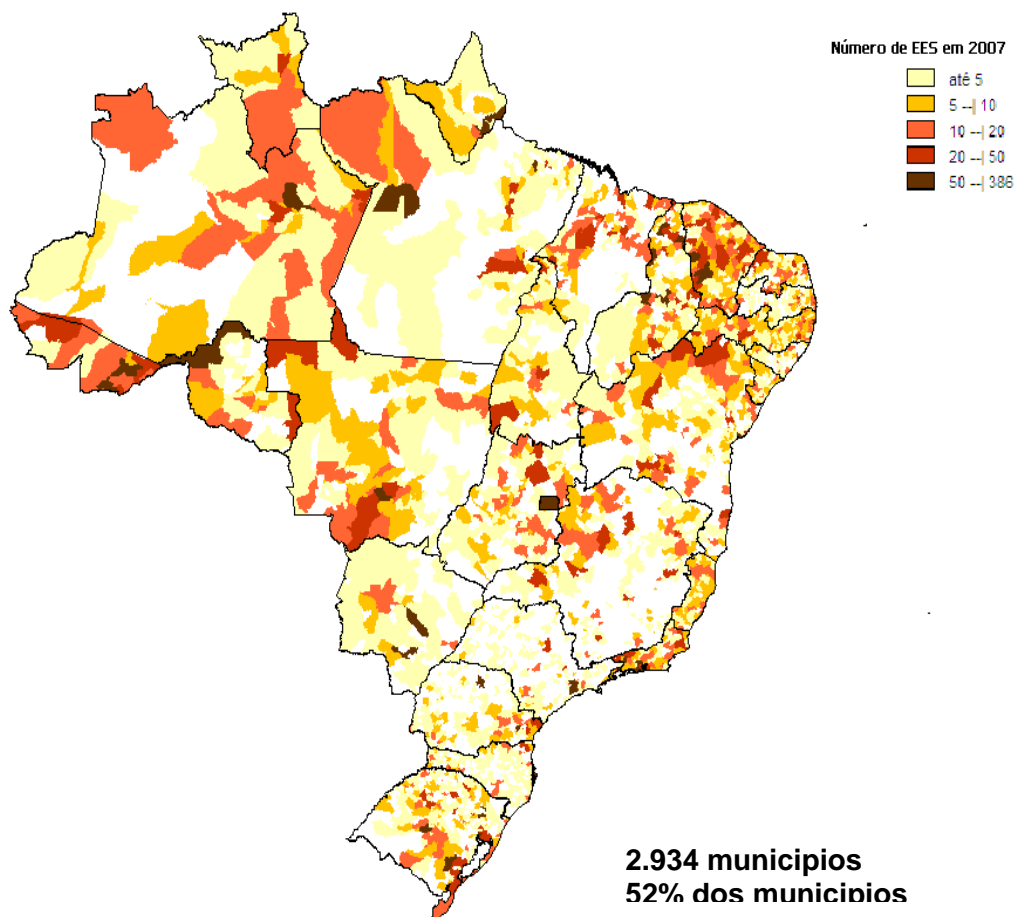 Número de EES em 2007
até 5
5 --| 10
10 --| 20
20 --| 50
50 --| 386
2.934 municipios
52% dos municipios